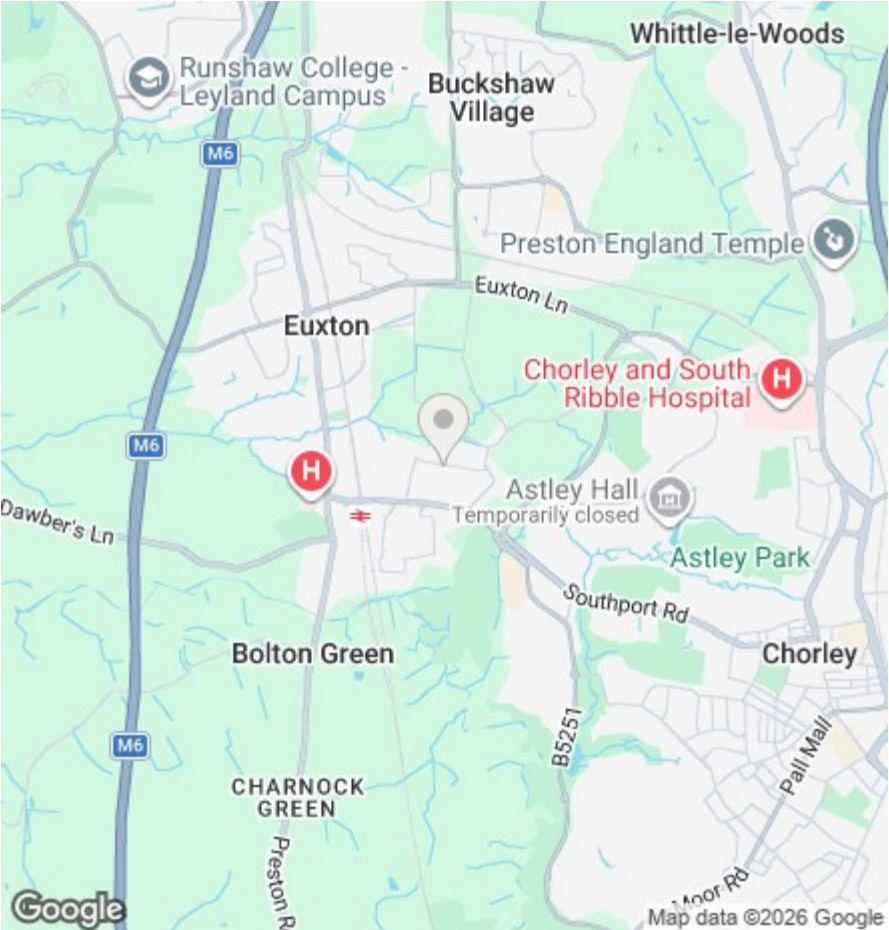 Whittle-le-Woods
Runshaw College -
Leyland Campus
Buckshaw
Village
M6
Preston England Temple
Euxton Ln
Euxton
Chorley and South
Ribble Hospital
H
M6
H
Astley Hall
Temporarily closed
Dawber's Ln
Astley Park
Southport Rd
Bolton Green
Chorley
B5251
M6
Pall Mall
CHARNOCK
GREEN
Preston R
Moor Rd
Google
Map data ©2026 Google